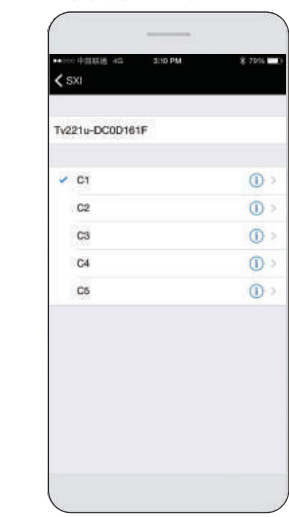 中国联通 4G 3:10 PM 79%
SXI
Tv221u-DC0D161F
C1
C2
C3
C4
C5